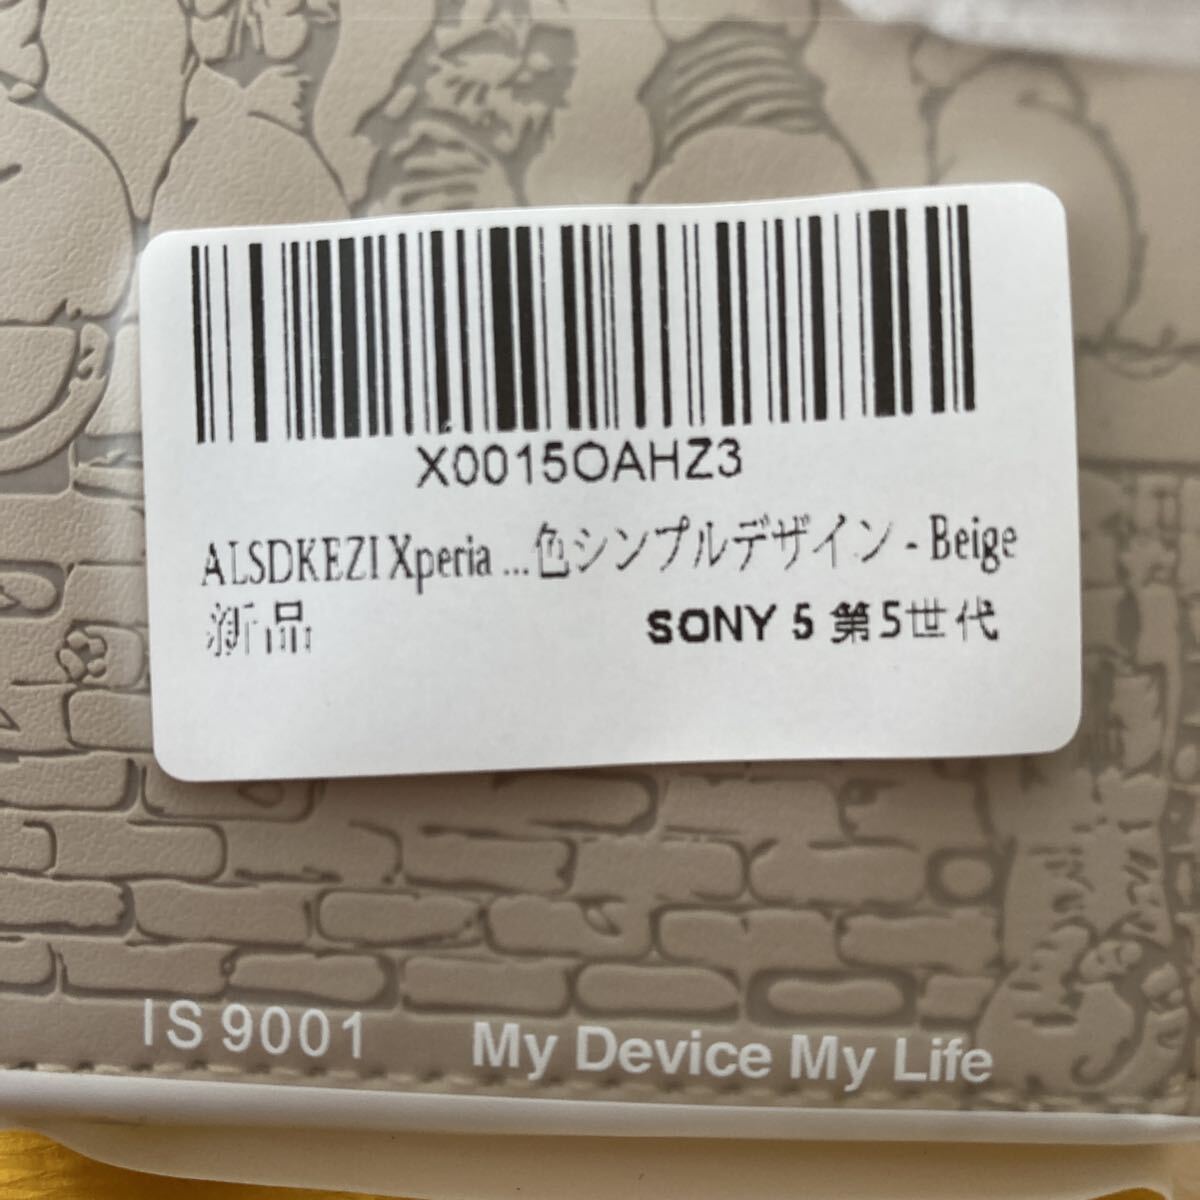 X0015OAHZ3
ALSDKEZI Xperia ...色シンプルデザイン - Beige
新品 SONY 5 第5世代
IS 9001 My Device My Life